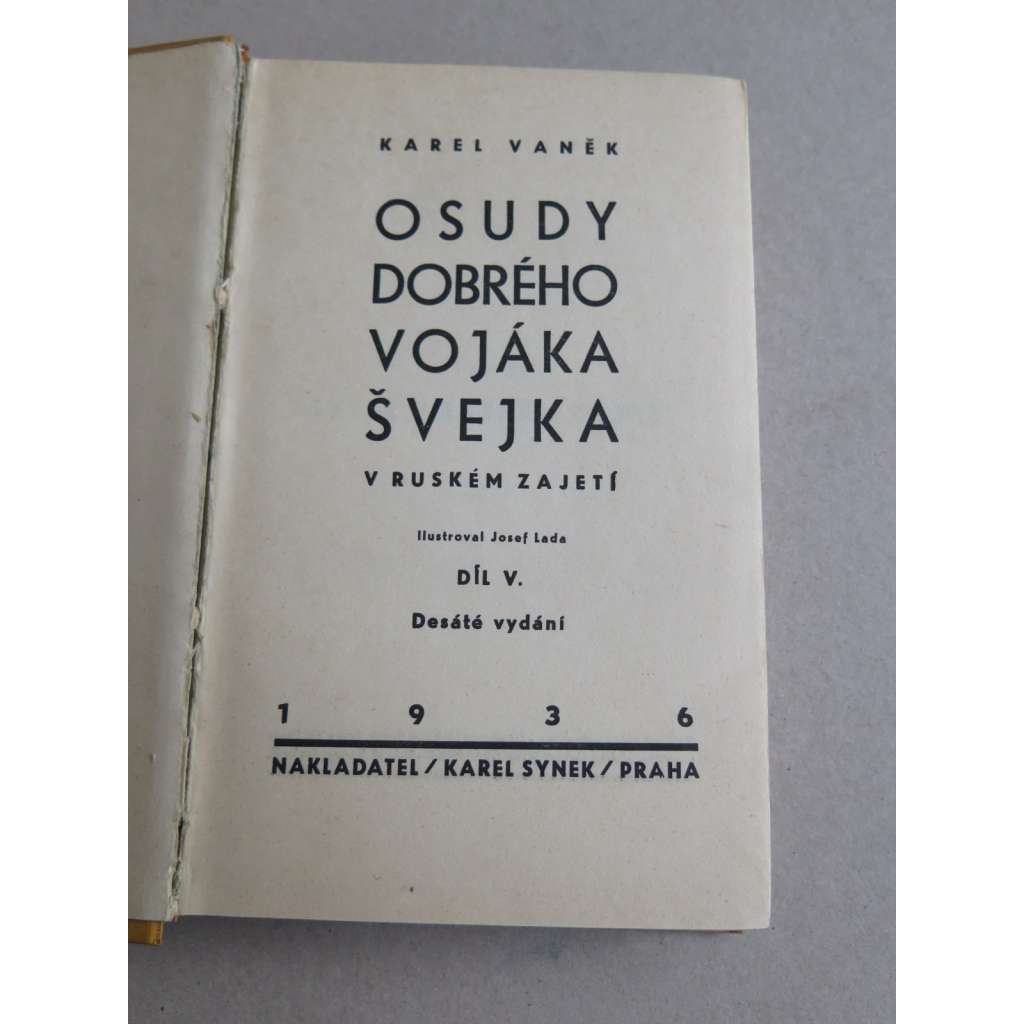 KAREL VANĚK
OSUDY
DOBRÉHO
VOJÁKA
ŠVEJKA
V RUSKÉM ZAJETÍ
Ilustroval Josef Lada
DÍL V.
Desáté vydání
1 9 3 6
NAKLADATEL / KAREL SYNEK / PRAHA